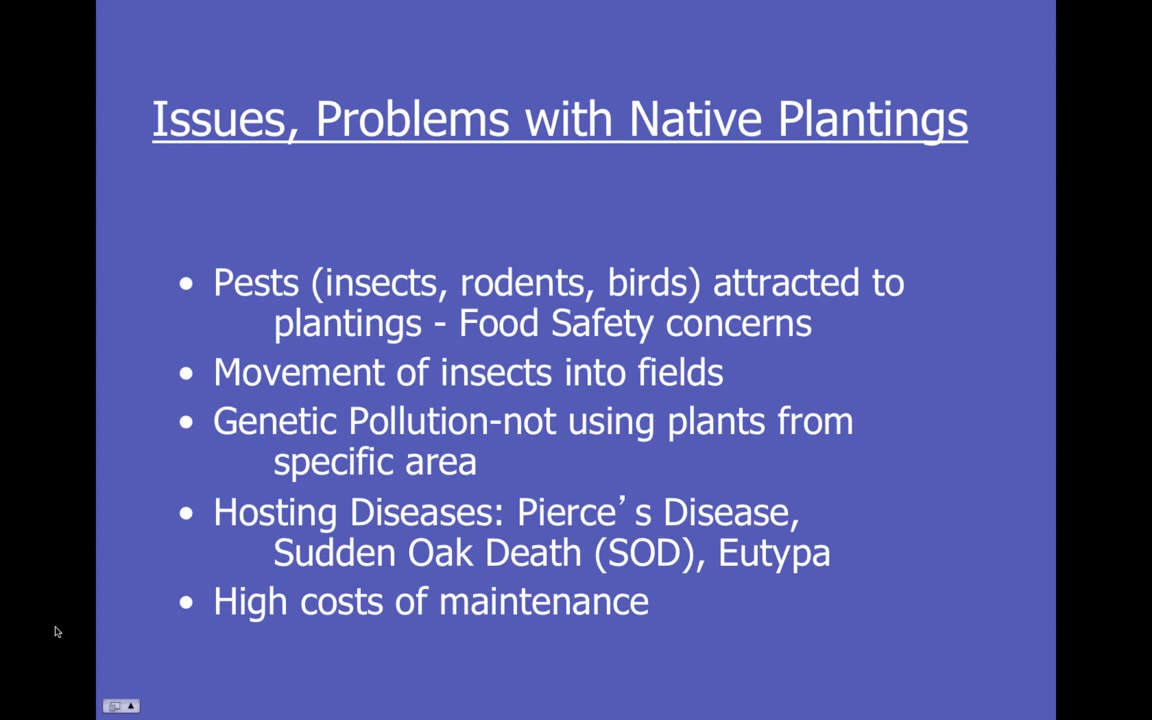 Issues, Problems with Native Plantings
• Pests (insects, rodents, birds) attracted to
plantings - Food Safety concerns
• Movement of insects into fields
• Genetic Pollution-not using plants from
specific area
• Hosting Diseases: Pierce’s Disease,
Sudden Oak Death (SOD), Eutypa
• High costs of maintenance